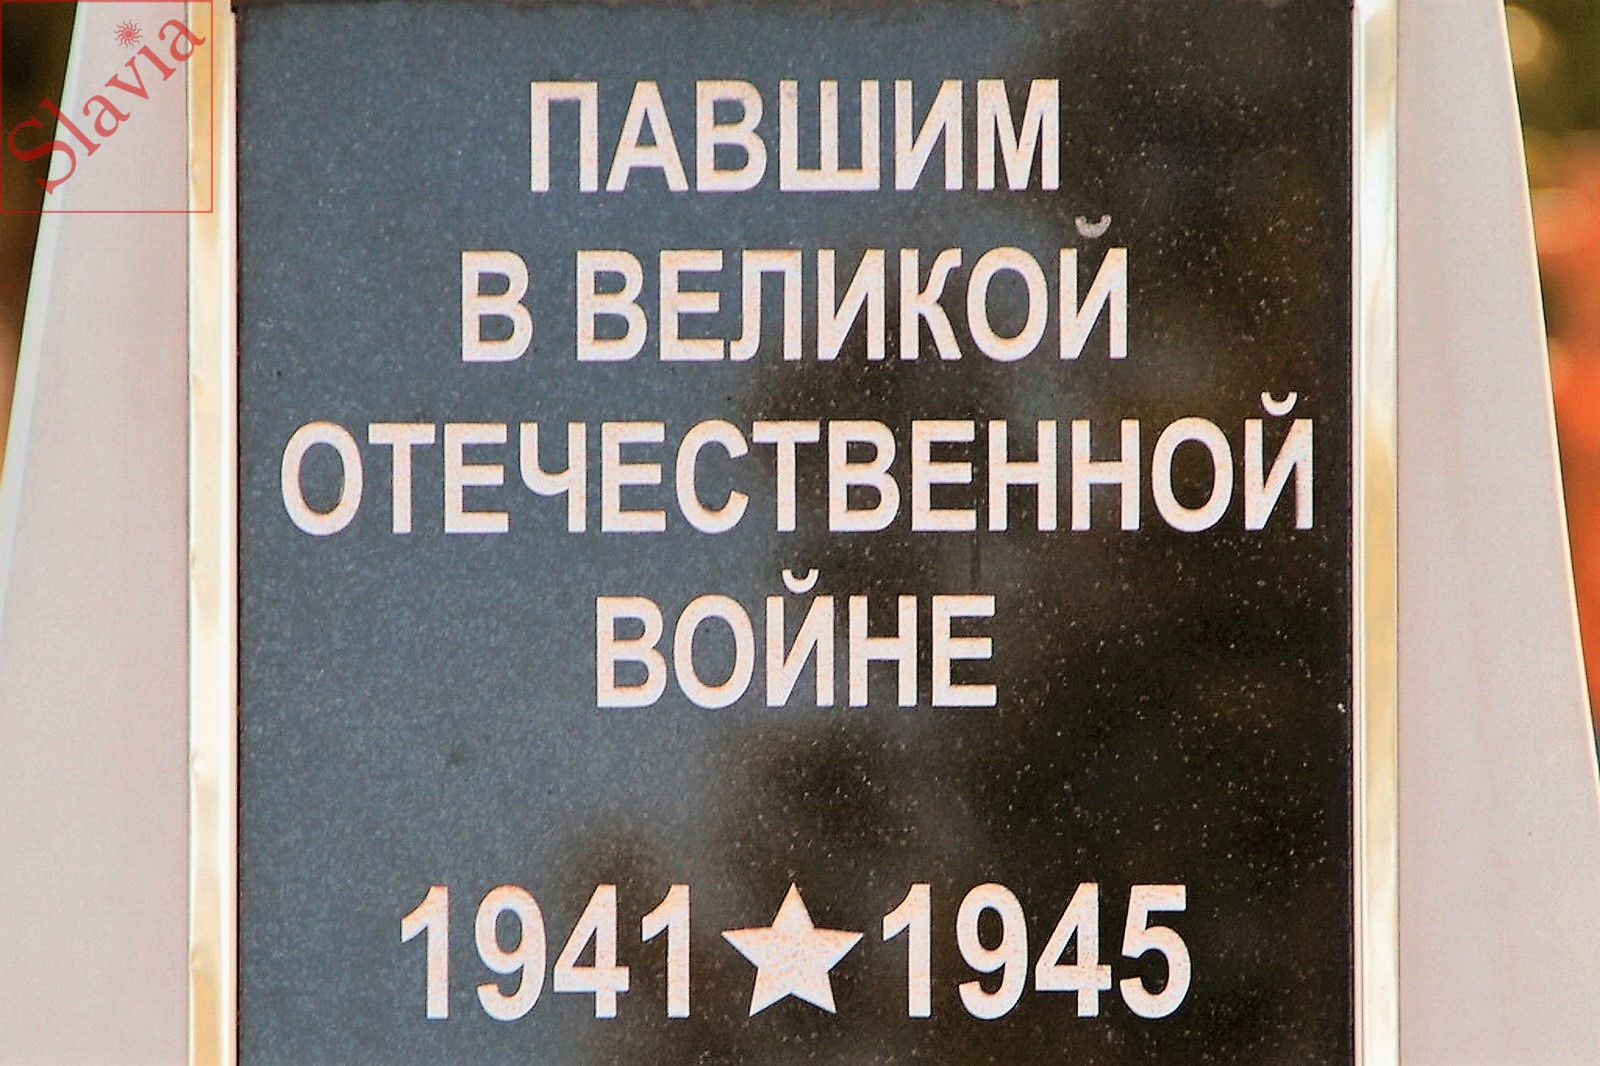 Slavia
ПАВШИМ
В ВЕЛИКОЙ
ОТЕЧЕСТВЕННОЙ
ВОЙНЕ
1941★1945